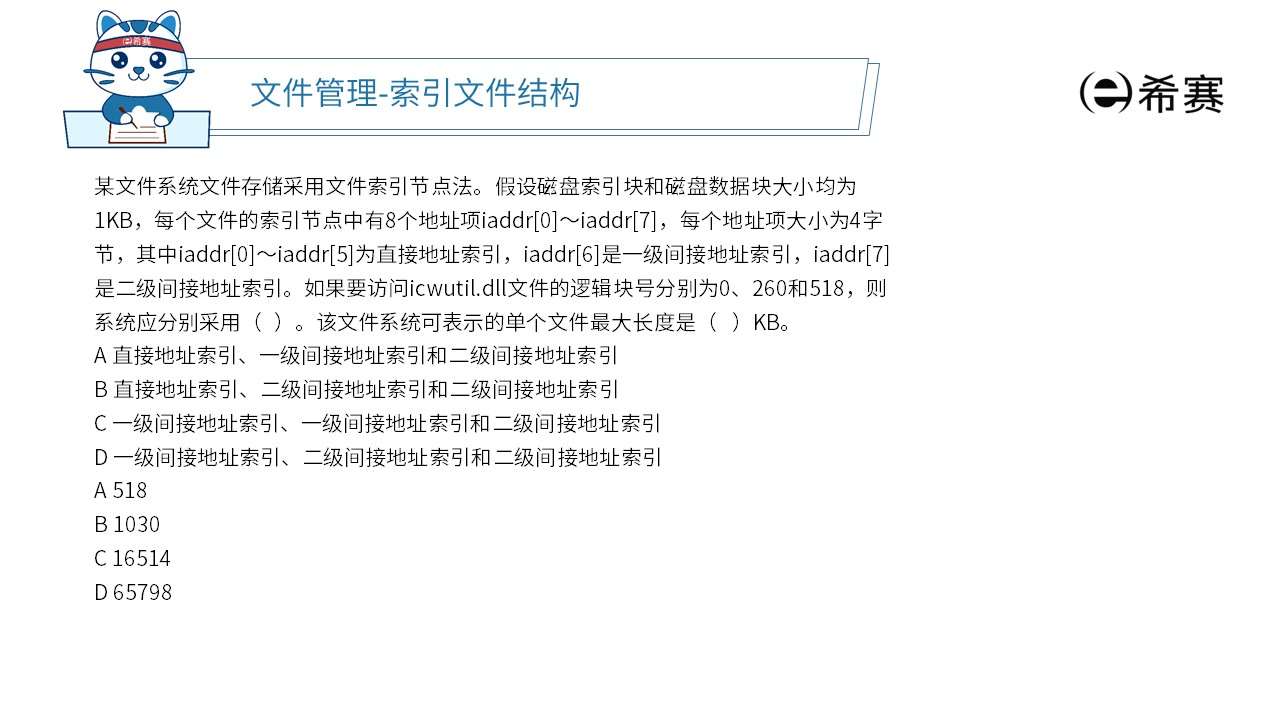 希赛
文件管理-索引文件结构
希赛
某文件系统文件存储采用文件索引节点法。假设磁盘索引块和磁盘数据块大小均为
1KB，每个文件的索引节点中有8个地址项iaddr[0]～iaddr[7]，每个地址项大小为4字
节，其中iaddr[0]～iaddr[5]为直接地址索引，iaddr[6]是一级间接地址索引，iaddr[7]
是二级间接地址索引。如果要访问icwutil.dll文件的逻辑块号分别为0、260和518，则
系统应分别采用（ ）。该文件系统可表示的单个文件最大长度是（ ）KB。
A 直接地址索引、一级间接地址索引和二级间接地址索引
B 直接地址索引、二级间接地址索引和二级间接地址索引
C 一级间接地址索引、一级间接地址索引和二级间接地址索引
D 一级间接地址索引、二级间接地址索引和二级间接地址索引
A 518
B 1030
C 16514
D 65798